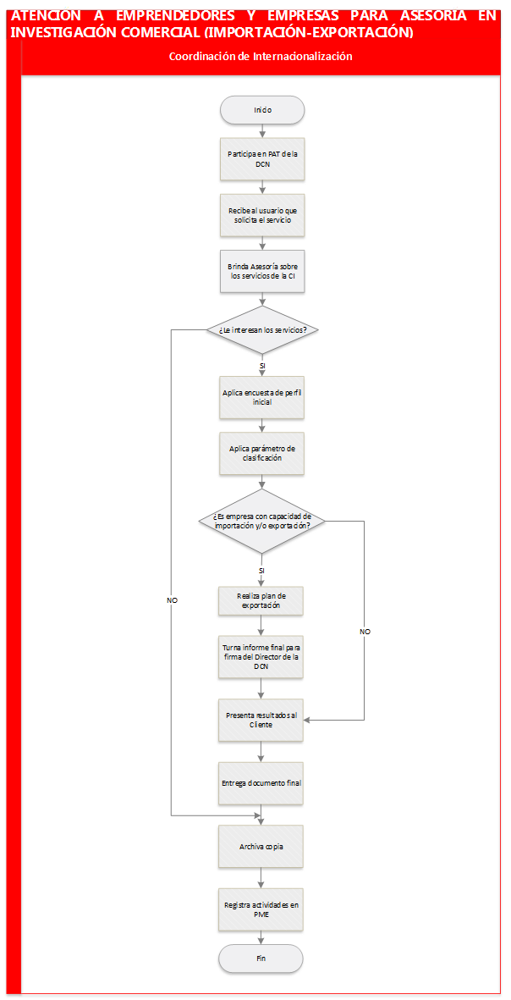 ATENCIÓN A EMPRENDEDORES Y EMPRESAS PARA ASESORÍA EN
INVESTIGACIÓN COMERCIAL (IMPORTACIÓN-EXPORTACIÓN)
Coordinación de Internacionalización
Inicio
Participa en PAT de la
DCN
Recibe al usuario que
solicita el servicio
Brinda Asesoría sobre
los servicios de la CI
¿Le interesan los servicios?
SI
Aplica encuesta de perfil
inicial
Aplica parámetro de
clasificación
¿Es empresa con capacidad de
importación y/o exportación?
SI
Realiza plan de
exportación
NO
NO
Turna informe final para
firma del Director de la
DCN
Presenta resultados al
Cliente
Entrega documento final
Archiva copia
Registra actividades en
PME
Fin